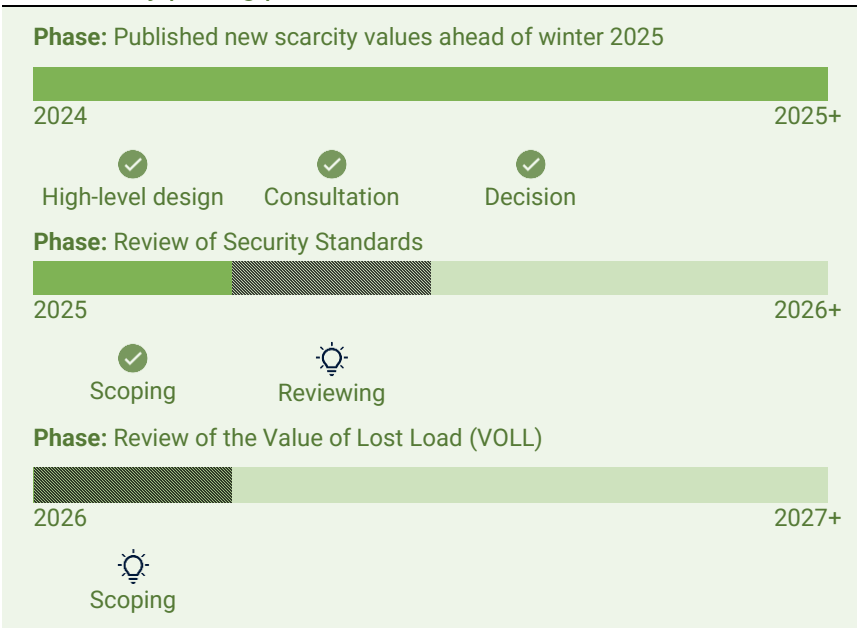 Phase: Published new scarcity values ahead of winter 2025
2024 2025+
High-level design Consultation Decision
Phase: Review of Security Standards
2025 2026+
Scoping Reviewing
Phase: Review of the Value of Lost Load (VOLL)
2026 2027+
Scoping